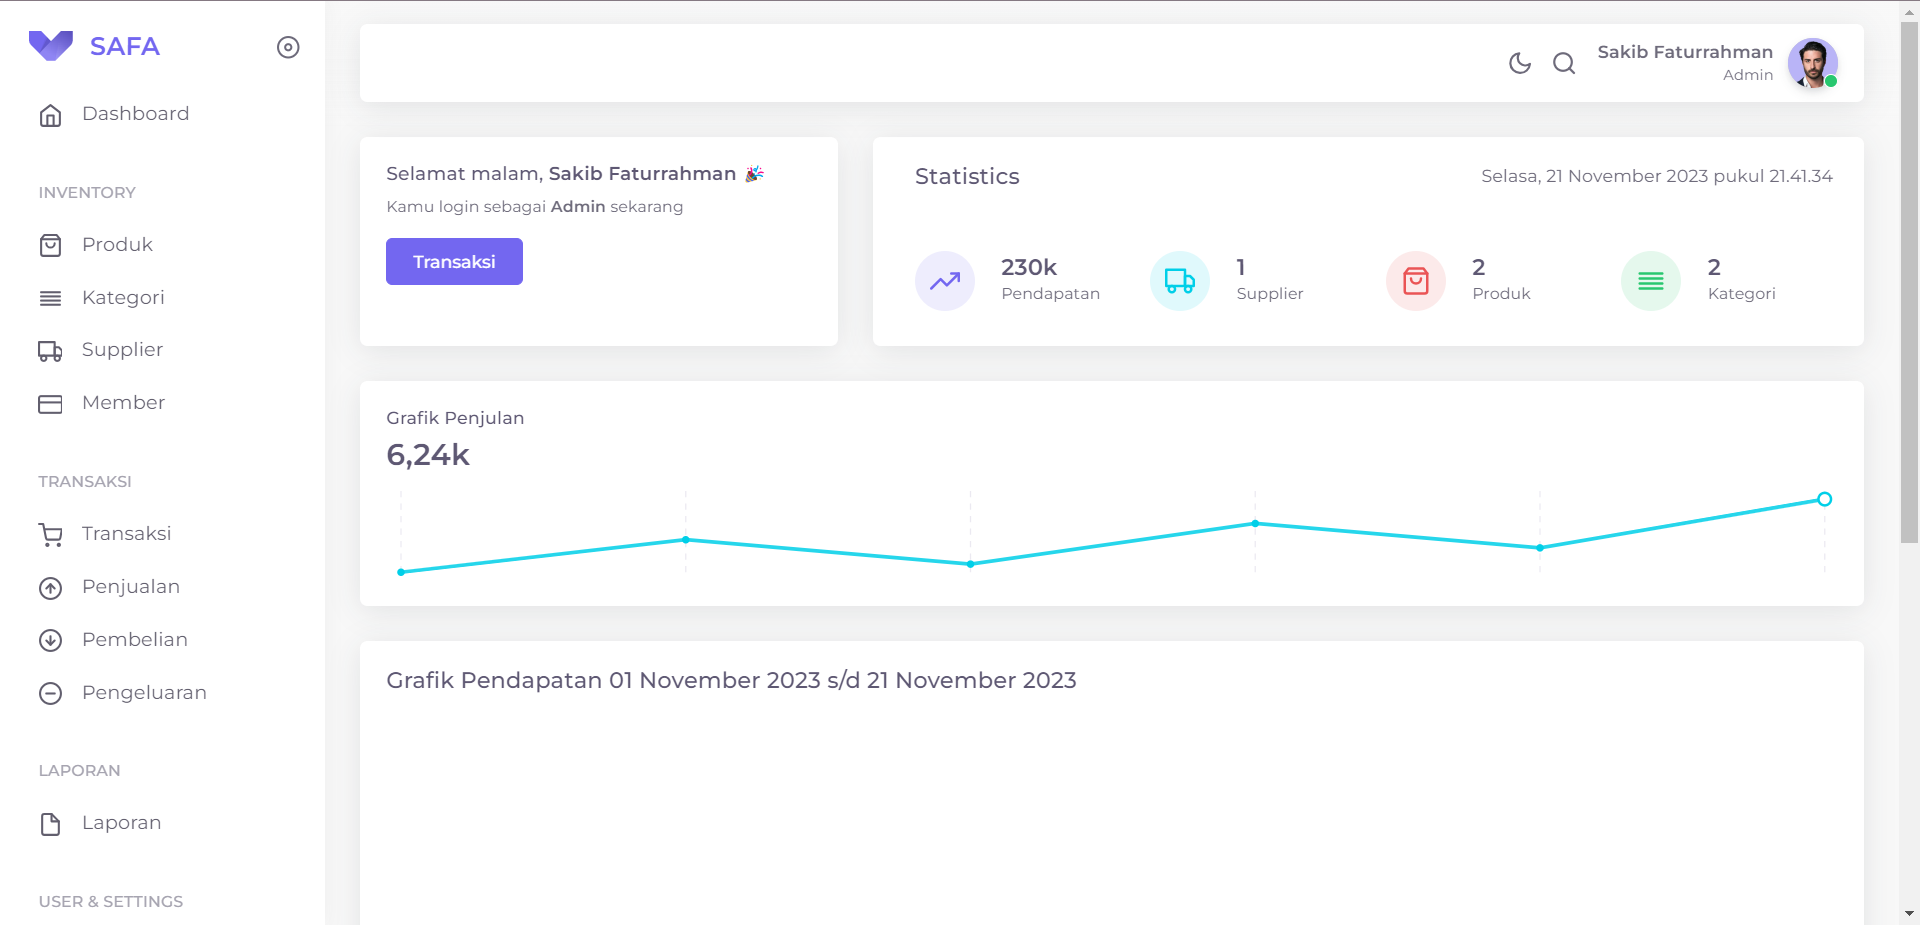 SAFA
Dashboard
INVENTORY
Produk
Kategori
Supplier
Member
TRANSAKSI
Transaksi
Penjualan
Pembelian
Pengeluaran
LAPORAN
Laporan
USER & SETTINGS
Sakib Faturrahman
Admin
Selamat malam, Sakib Faturrahman 🎉
Kamu login sebagai Admin sekarang
Transaksi
Statistics
Selasa, 21 November 2023 pukul 21.41.34
230k
Pendapatan
1
Supplier
2
Produk
2
Kategori
Grafik Penjulan
6,24k
Grafik Pendapatan 01 November 2023 s/d 21 November 2023